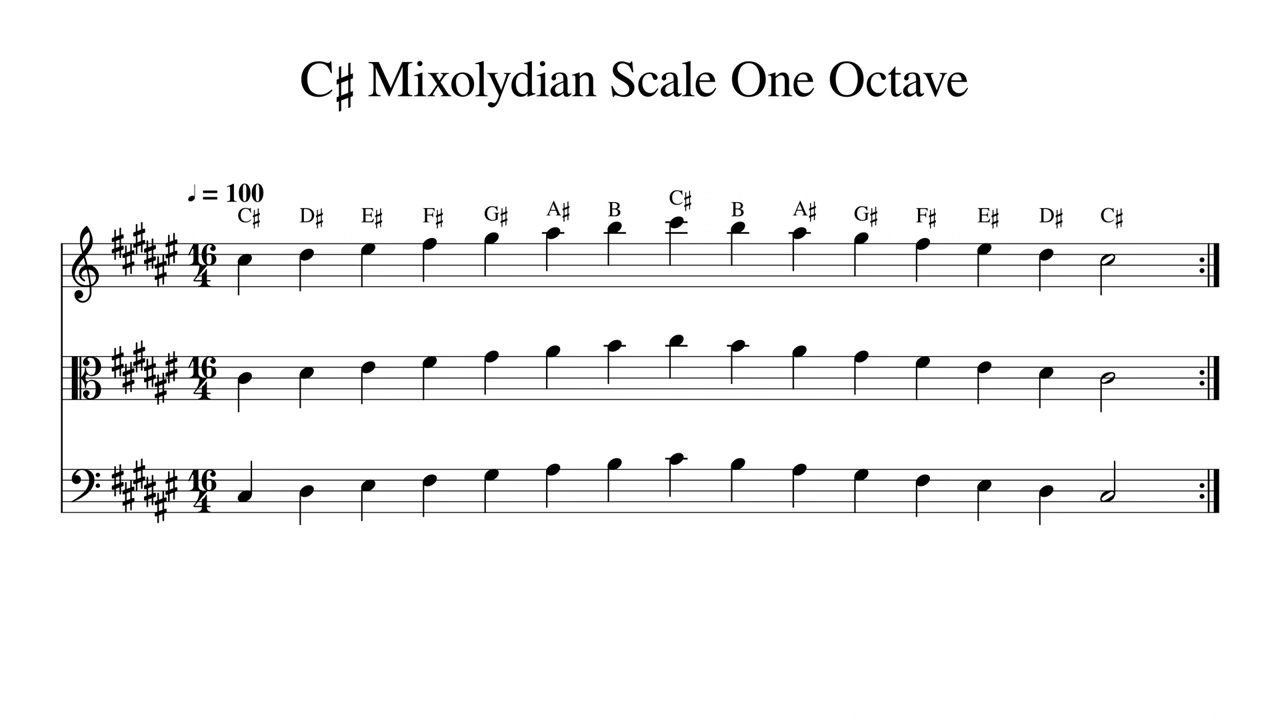 C♯ Mixolydian Scale One Octave
♩ = 100
C♯ D♯ E♯ F♯ G♯ A♯ B C♯ B A♯ G♯ F♯ E♯ D♯ C♯
16
4
16
4
16
4